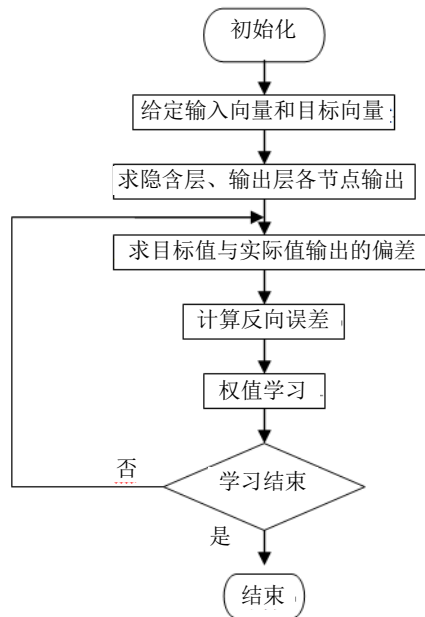 初始化
给定输入向量和目标向量
求隐含层、输出层各节点输出
求目标值与实际值输出的偏差
计算反向误差
权值学习
学习结束
否
是
结束